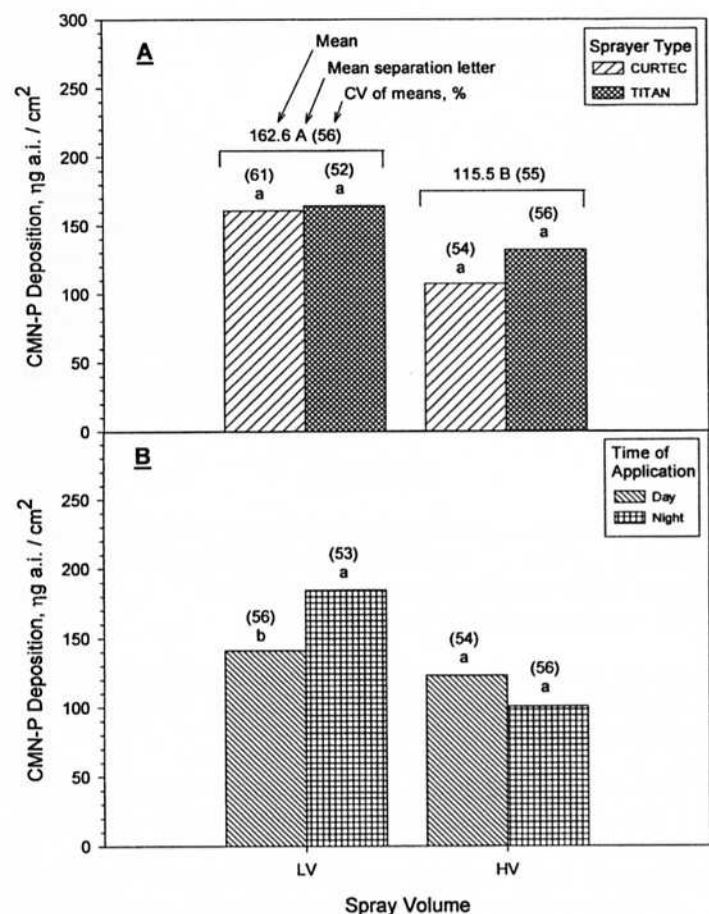 A
Mean
Mean separation letter
CV of means, %
162.6 A (56)
(61)
a
(52)
a
115.5 B (55)
(54)
a
(56)
a
Sprayer Type
CURTEC
TITAN
CMN-P Deposition, ηg a.i. / cm²
300
250
200
150
100
50
0
B
Time of
Application
Day
Night
(56)
b
(53)
a
(54)
a
(56)
a
CMN-P Deposition, ηg a.i. / cm²
250
200
150
100
50
0
LV
HV
Spray Volume